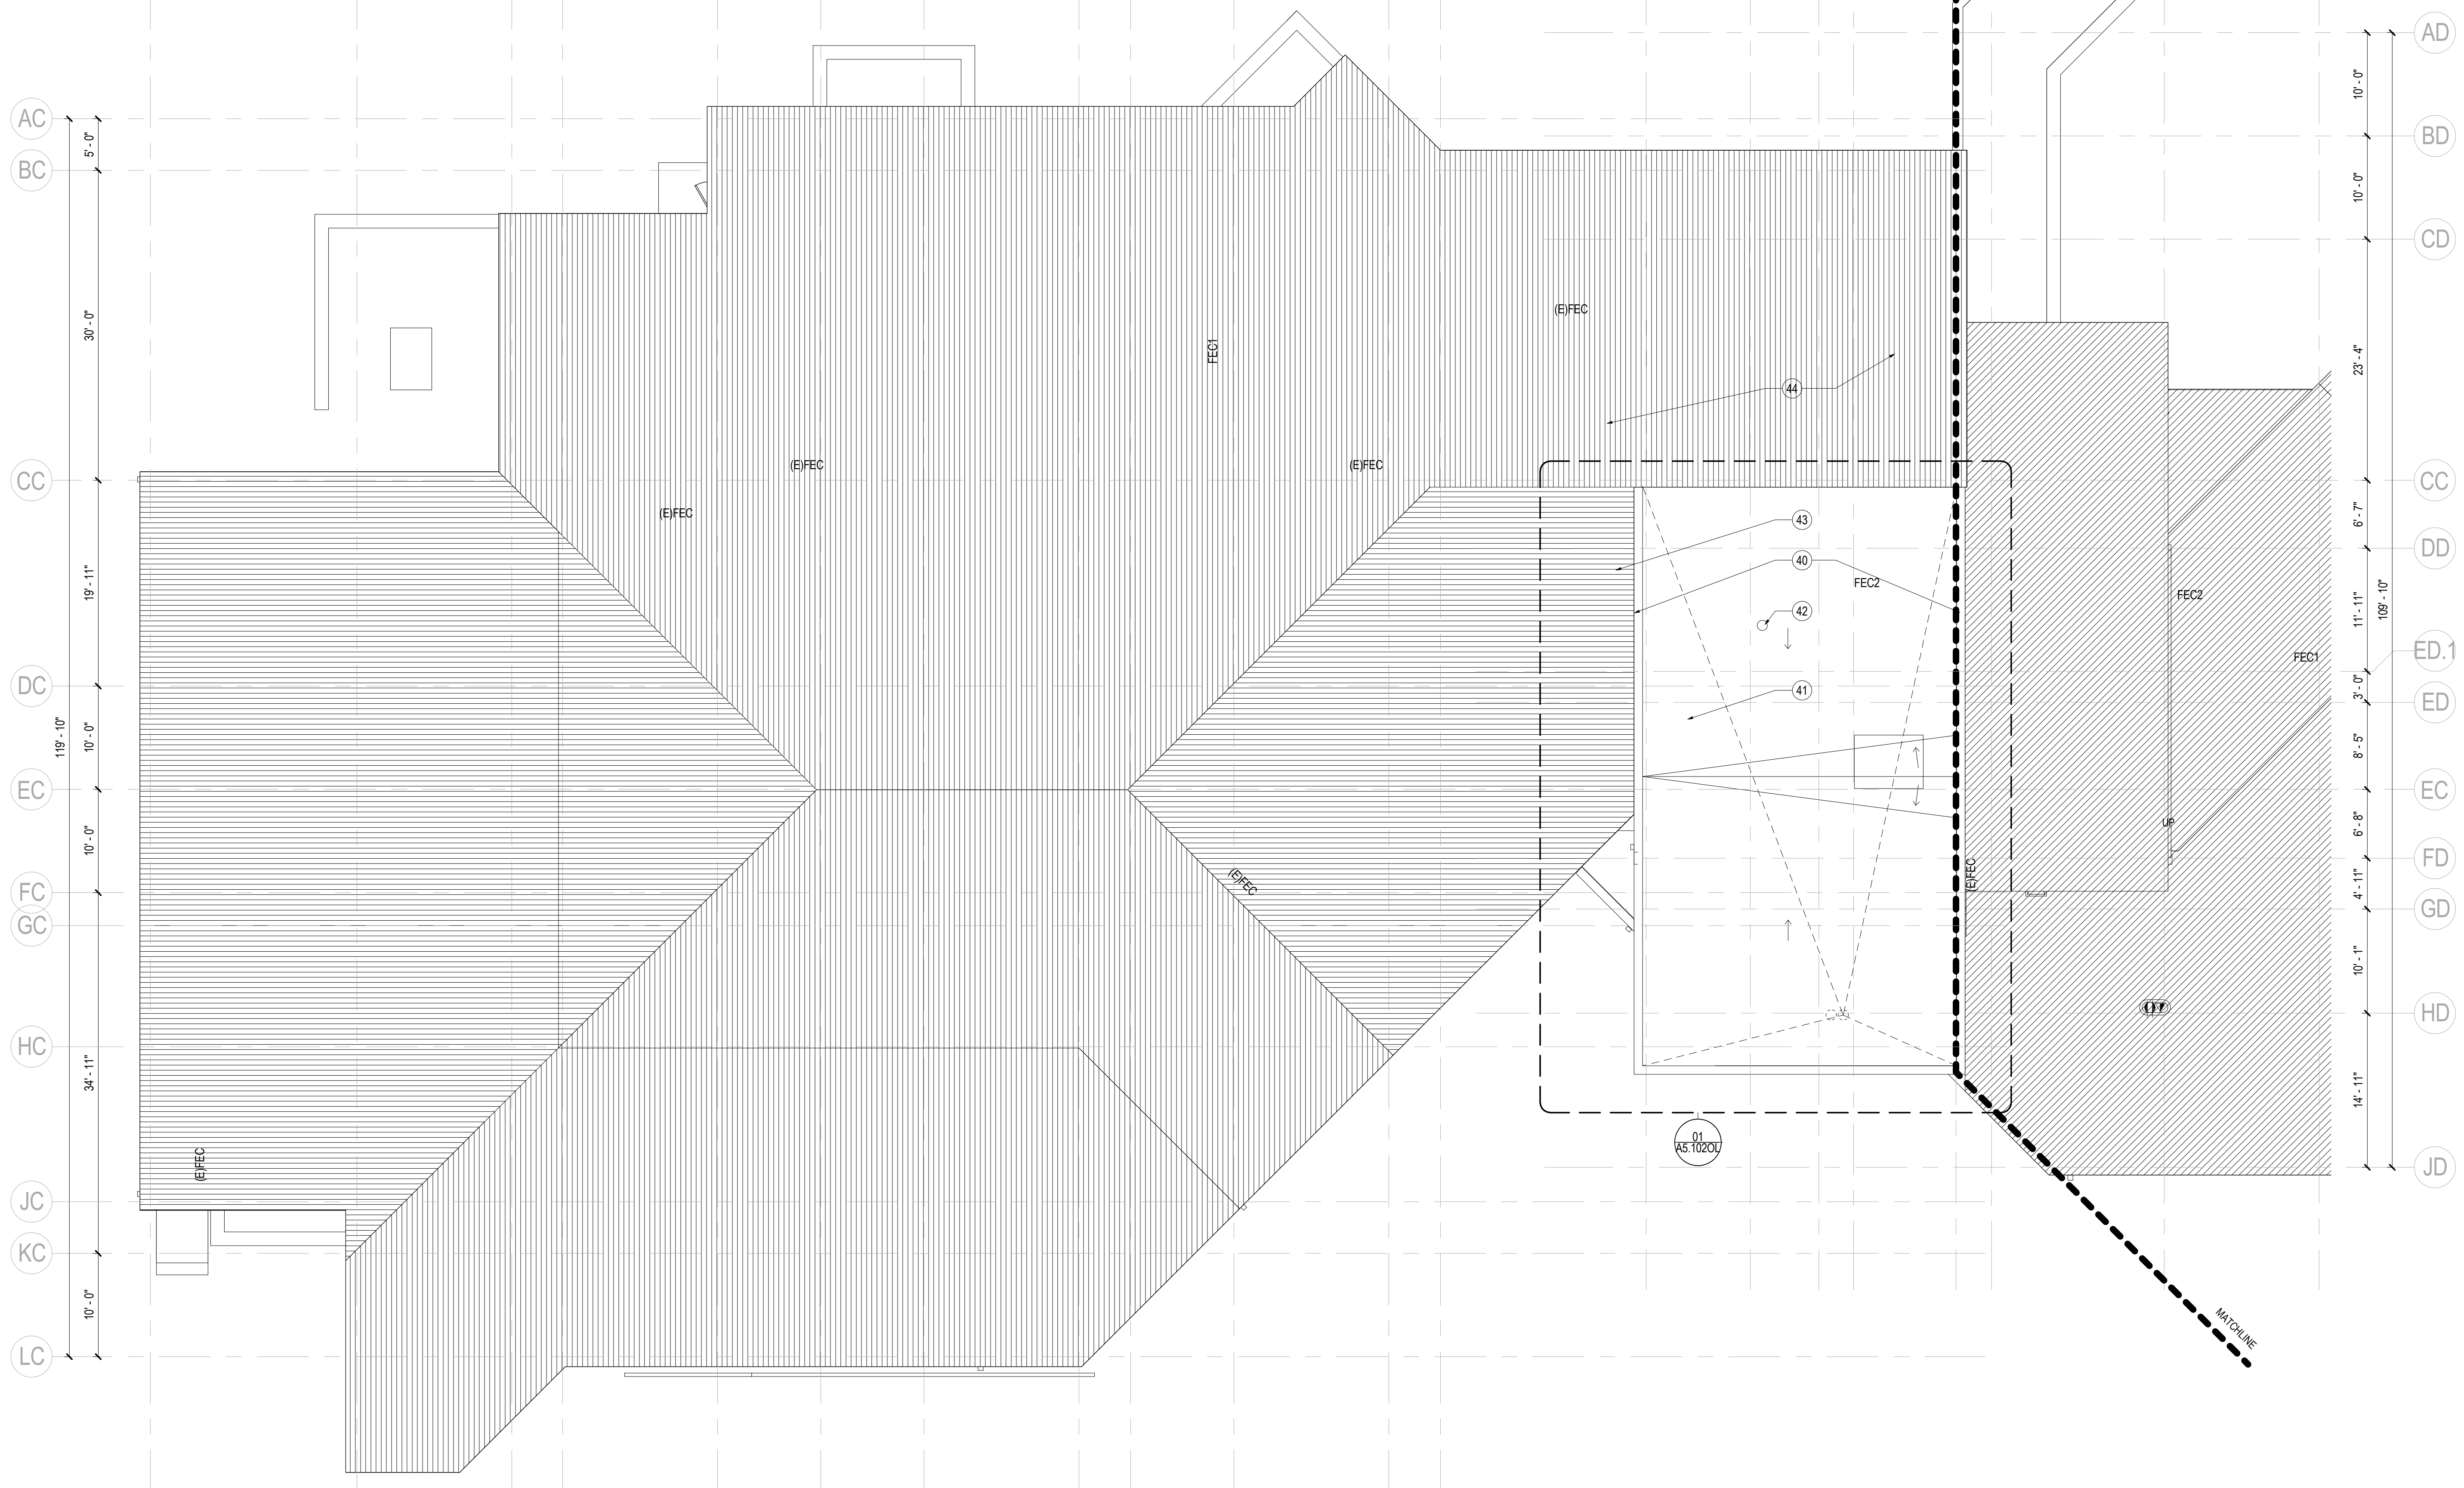 AC
BC
CC
DC
EC
FC
GC
HC
JC
KC
LC
119' - 10"
5' - 0"
30' - 0"
19' - 11"
10' - 0"
10' - 0"
34' - 11"
10' - 0"
(E)FEC
(E)FEC
(E)FEC
FEC1
(E)FEC
(E)FEC
(E)FEC
44
43
40
42
41
FEC2
01
A5.102OL
(E)FEC
FEC2
FEC1
UP
MATCHLINE
10' - 0"
10' - 0"
23' - 4"
6' - 7"
11' - 11"
3' - 0"
8' - 5"
6' - 8"
4' - 11"
10' - 1"
14' - 11"
109' - 10"
AD
BD
CD
CC
DD
ED.1
ED
EC
FD
GD
HD
JD